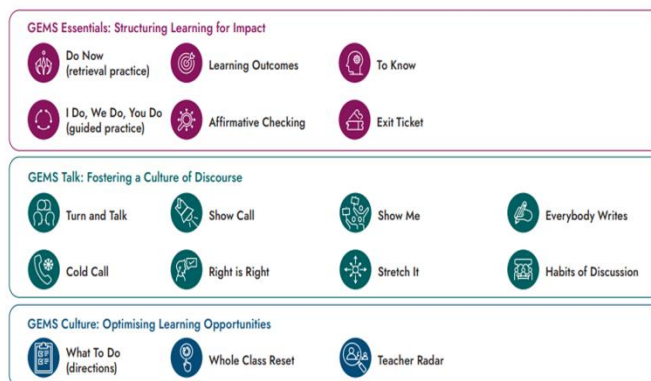 GEMS Essentials: Structuring Learning for Impact
Do Now
(retrieval practice)
Learning Outcomes
To Know
I Do, We Do, You Do
(guided practice)
Affirmative Checking
Exit Ticket
GEMS Talk: Fostering a Culture of Discourse
Turn and Talk
Show Call
Show Me
Everybody Writes
Cold Call
Right is Right
Stretch It
Habits of Discussion
GEMS Culture: Optimising Learning Opportunities
What To Do
(directions)
Whole Class Reset
Teacher Radar